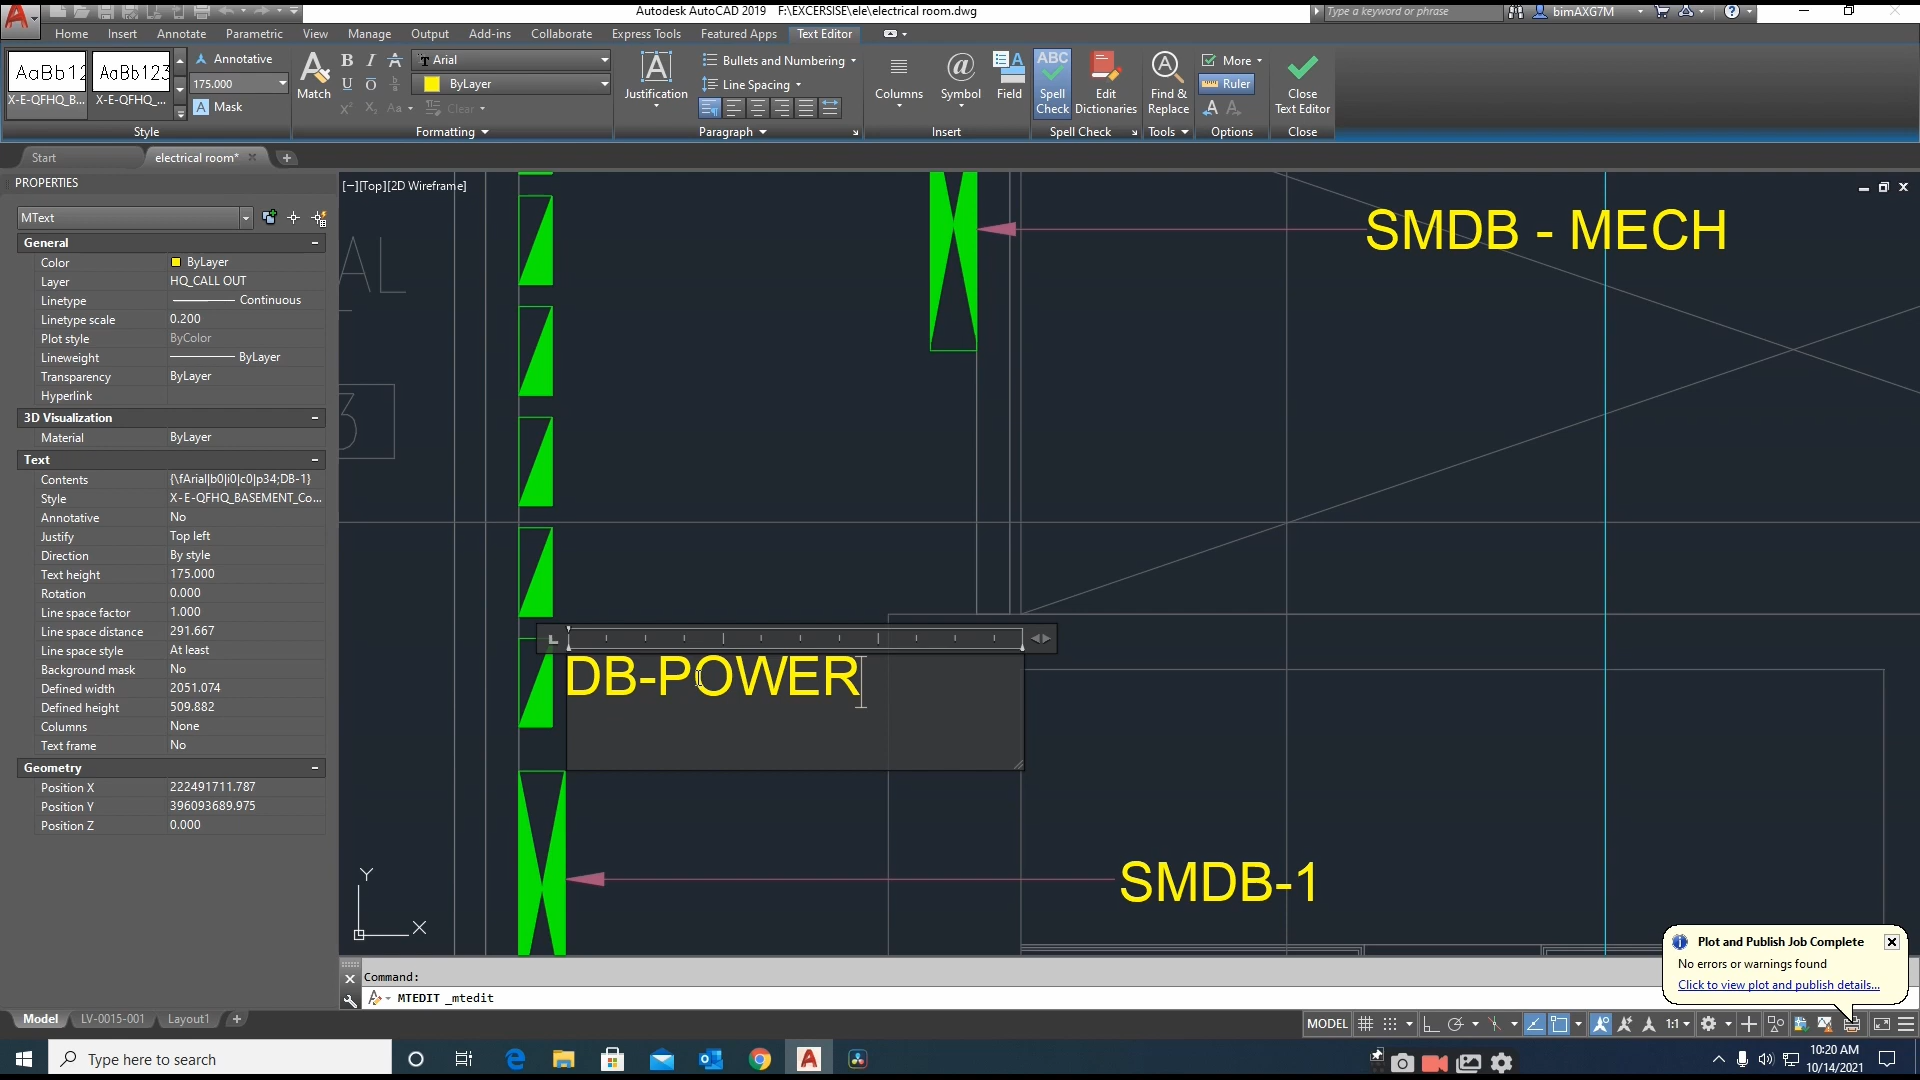 Autodesk AutoCAD 2019 F:\EXCERSISE\ele\electrical room.dwg
Type a keyword or phrase
bimAXG7M
Home Insert Annotate Parametric View Manage Output Add-ins Collaborate Express Tools Featured Apps Text Editor
AaBb12 AaBb123
X-E-QFHQ_B... X-E-QFHQ_...
Annotative
175.000
Mask
Style
Match
Arial
ByLayer
Clear
Formatting
Justification
Bullets and Numbering
Line Spacing
Paragraph
Columns
Symbol
Field
Insert
ABC
Spell
Check
Edit
Dictionaries
Spell Check
Find &
Replace
Tools
More
Ruler
Options
Close
Text Editor
Close
Start
electrical room*
PROPERTIES
MText
General
Color ByLayer
Layer HQ_CALL OUT
Linetype Continuous
Linetype scale 0.200
Plot style ByColor
Lineweight ByLayer
Transparency ByLayer
Hyperlink
3D Visualization
Material ByLayer
Text
Contents {\fArial|b0|i0|c0|p34;DB-1}
Style X-E-QFHQ_BASEMENT_Co...
Annotative No
Justify Top left
Direction By style
Text height 175.000
Rotation 0.000
Line space factor 1.000
Line space distance 291.667
Line space style At least
Background mask No
Defined width 2051.074
Defined height 509.882
Columns None
Text frame No
Geometry
Position X 222491711.787
Position Y 396093689.975
Position Z 0.000
[−][Top][2D Wireframe]
AL
3
SMDB - MECH
DB-POWER
SMDB-1
Y
X
Command:
MTEDIT _mtedit
Plot and Publish Job Complete
No errors or warnings found
Click to view plot and publish details...
Model LV-0015-001 Layout1
MODEL
1:1
Type here to search
10:20 AM
10/14/2021